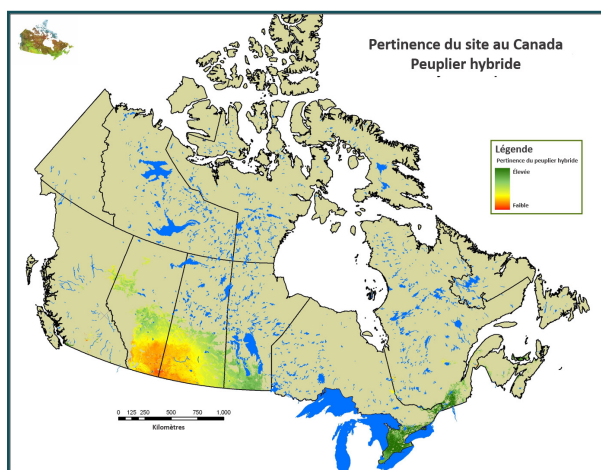 Pertinence du site au Canada
Peuplier hybride
Légende
Pertinence du peuplier hybride
Élevée
Faible
0 125 250 500 750 1,000
Kilomètres